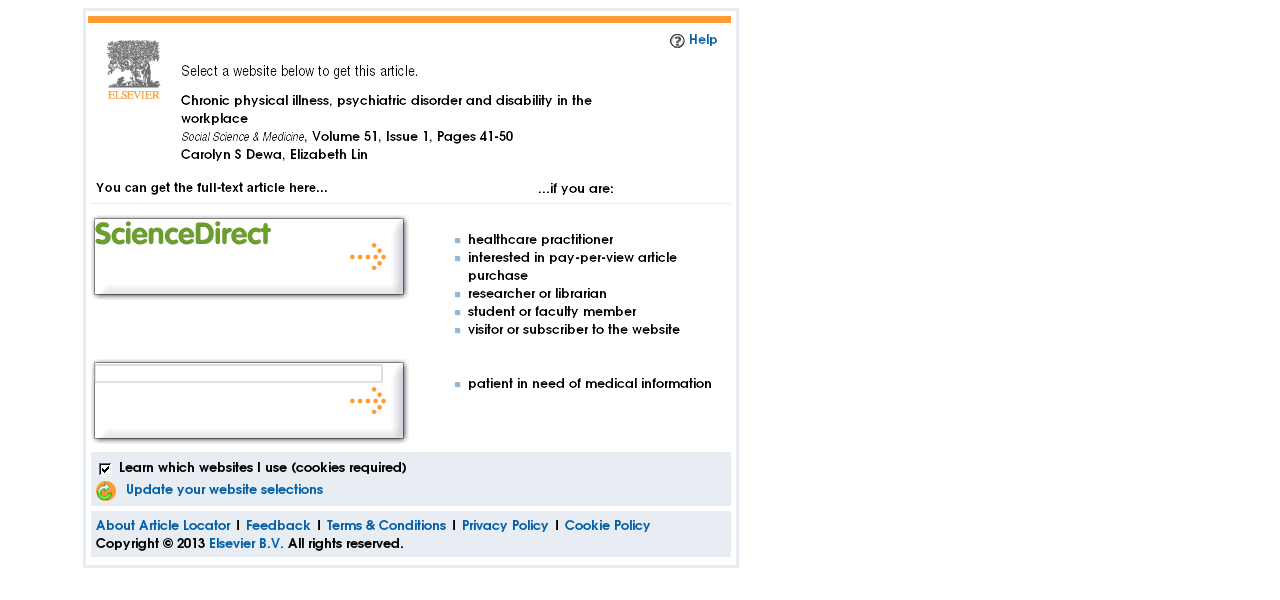 Help
ELSEVIER
Select a website below to get this article.
Chronic physical illness, psychiatric disorder and disability in the
workplace
Social Science & Medicine, Volume 51, Issue 1, Pages 41-50
Carolyn S Dewa, Elizabeth Lin
You can get the full-text article here...
...if you are:
ScienceDirect
healthcare practitioner
interested in pay-per-view article
purchase
researcher or librarian
student or faculty member
visitor or subscriber to the website
patient in need of medical information
Learn which websites I use (cookies required)
Update your website selections
About Article Locator | Feedback | Terms & Conditions | Privacy Policy | Cookie Policy
Copyright © 2013 Elsevier B.V. All rights reserved.